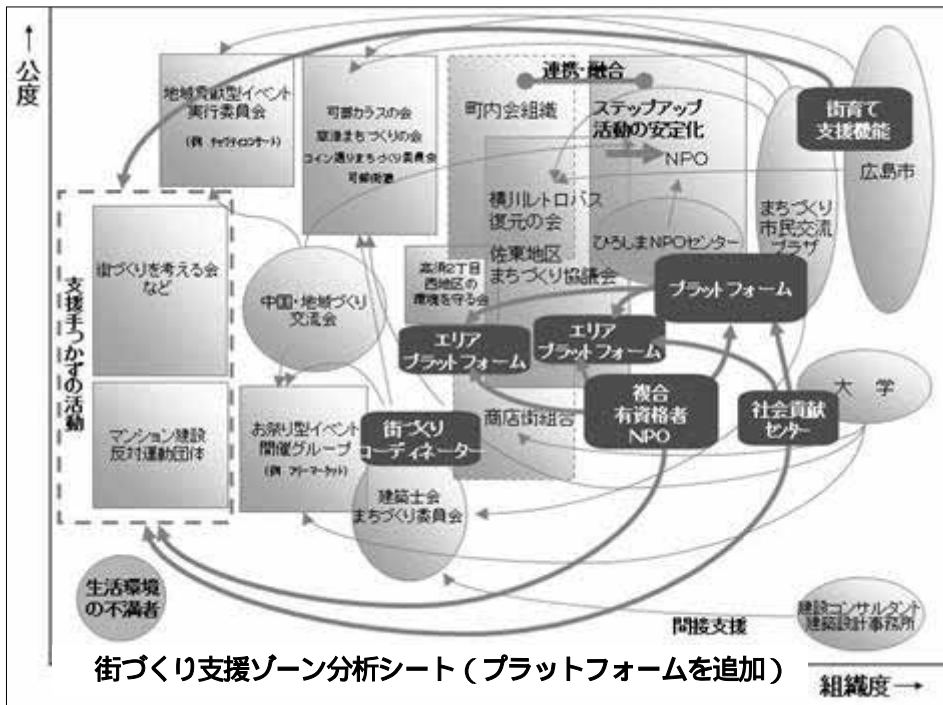 ↑
公
度
地域貢献型イベント
実行委員会
(例 チャリティコンサート)
可部カラスの会
草津まちづくりの会
コイン通りまちづくり委員会
可部街道
連携・融合
町内会組織
ステップアップ
活動の安定化
NPO
街育て
支援機能
広島市
まちづくり
市民交流
プラザ
横川レトロバス
復元の会
ひろしまNPOセンター
佐東地区
まちづくり協議会
高須2丁目
西地区の
環境を守る会
支援手つかずの活動
街づくりを考える会
など
中国・地域づくり
交流会
プラットフォーム
エリア
プラットフォーム
エリア
プラットフォーム
マンション建設
反対運動団体
お祭り型イベント
開催グループ
(例 フリーマーケット)
街づくり
コーディネーター
商店街組合
複合
有資格者
NPO
社会貢献
センター
大 学
建築士会
まちづくり委員会
生活環境
の不満者
間接支援
建設コンサルタント
建築設計事務所
街づくり支援ゾーン分析シート(プラットフォームを追加)
組織度→